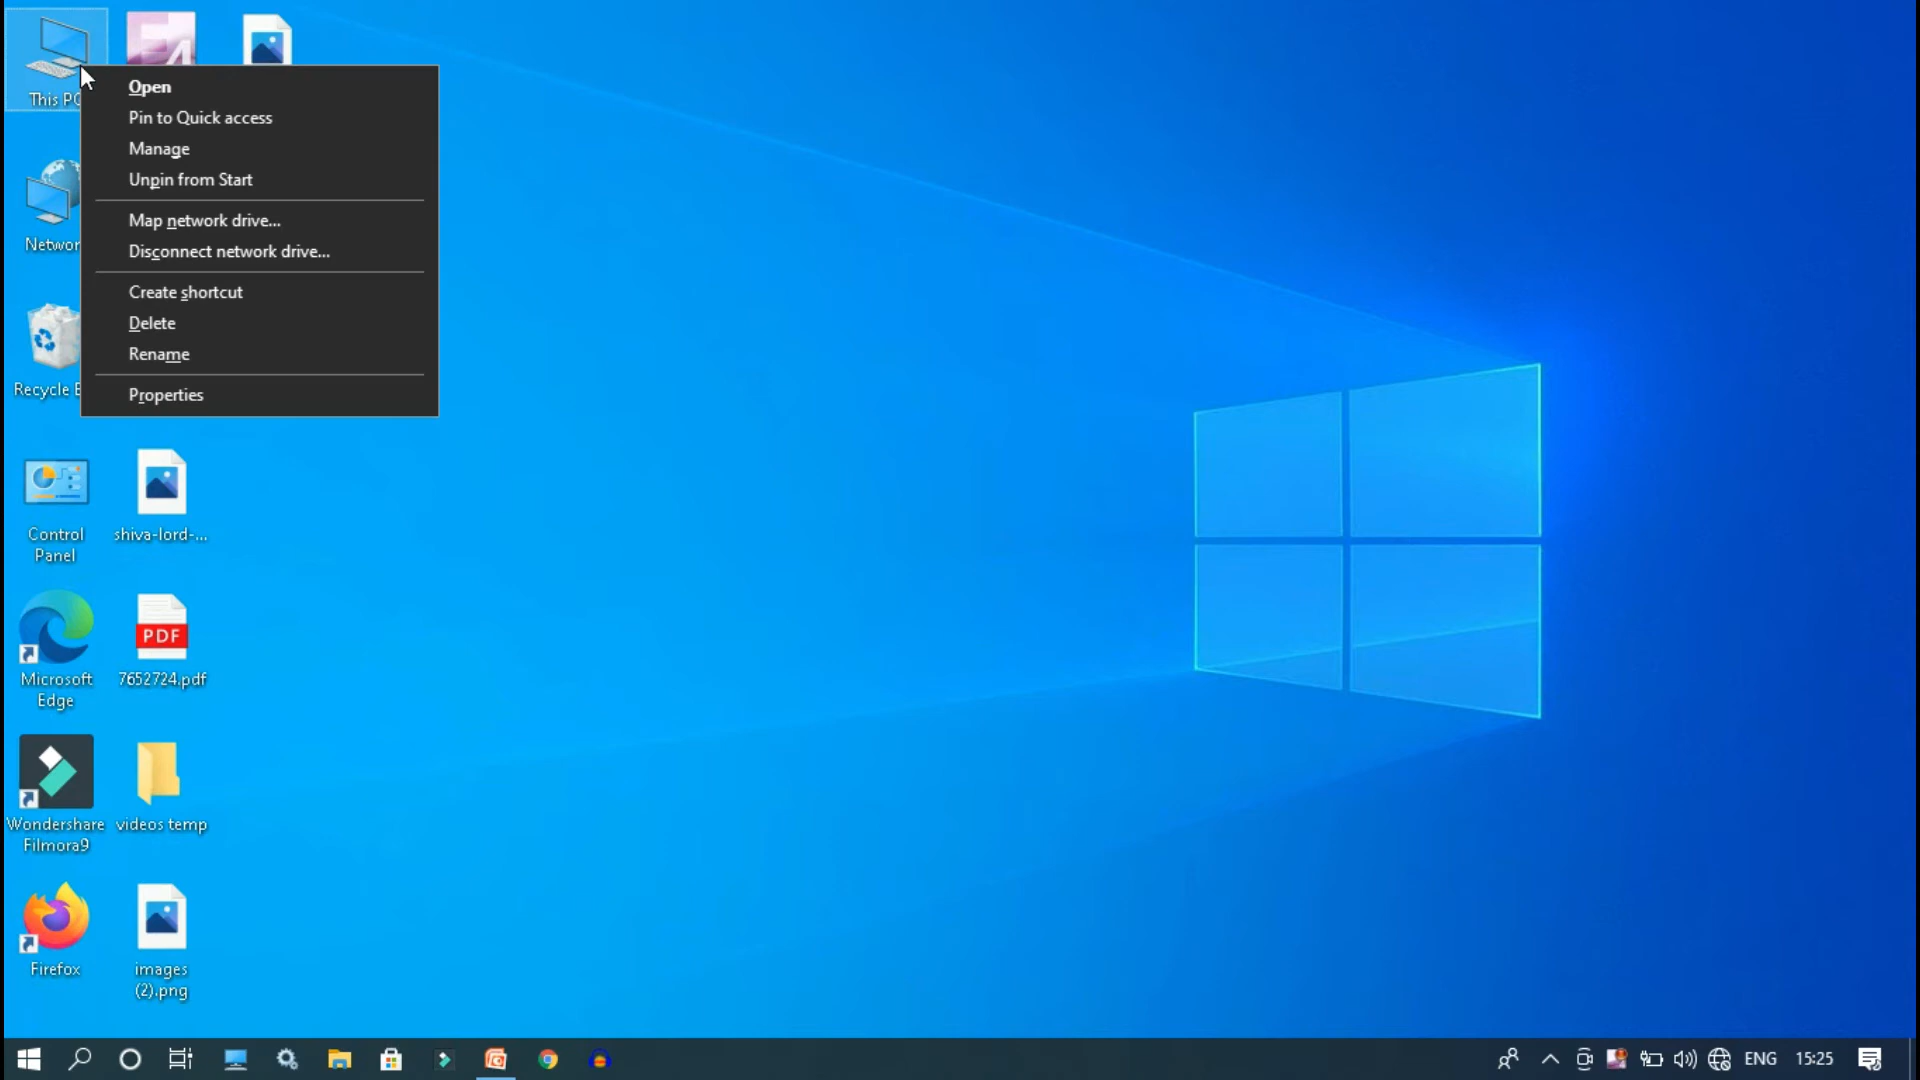 This PC
Open
Pin to Quick access
Manage
Unpin from Start
Map network drive...
Disconnect network drive...
Create shortcut
Delete
Rename
Properties
Networ
Recycle
Control
Panel
shiva-lord-...
Microsoft
Edge
PDF
7652724.pdf
Wondershare
Filmora9
videos temp
Firefox
images
(2).png
ENG
15:25